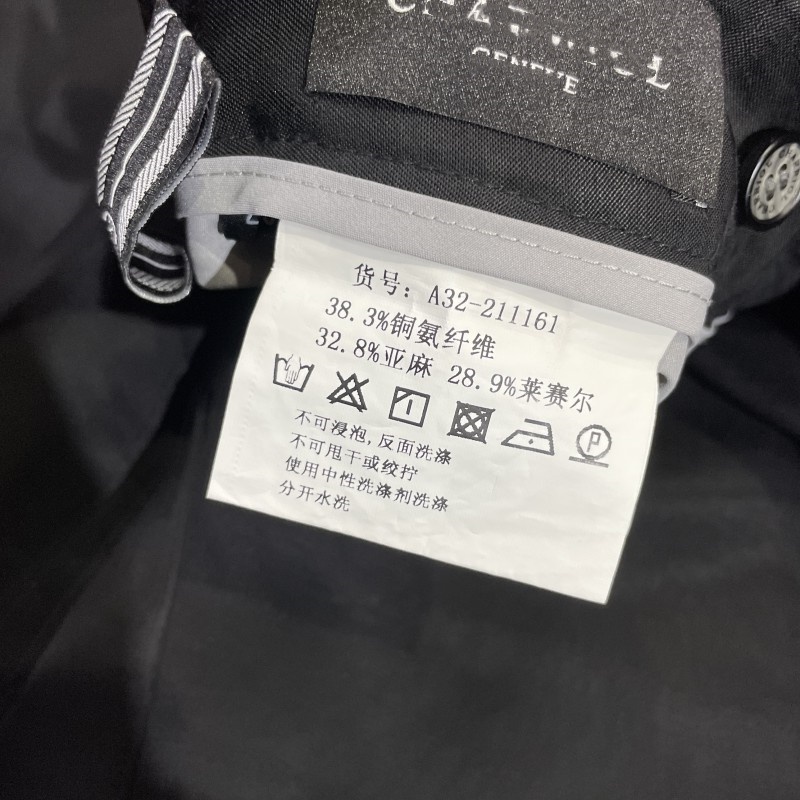 GENEVE
货号：A32-211161
38.3%铜氨纤维
32.8%亚麻 28.9%莱赛尔
P
不可浸泡,反面洗涤
不可甩干或绞拧
使用中性洗涤剂洗涤
分开水洗